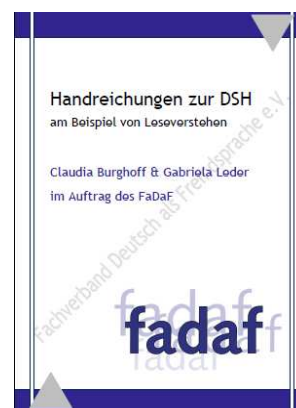 Handreichungen zur DSH
am Beispiel von Leseverstehen
Claudia Burghoff & Gabriela Leder
im Auftrag des FaDaF
Fachverband Deutsch als Fremdsprache e.V.
fadaf
fadaf
fadaf